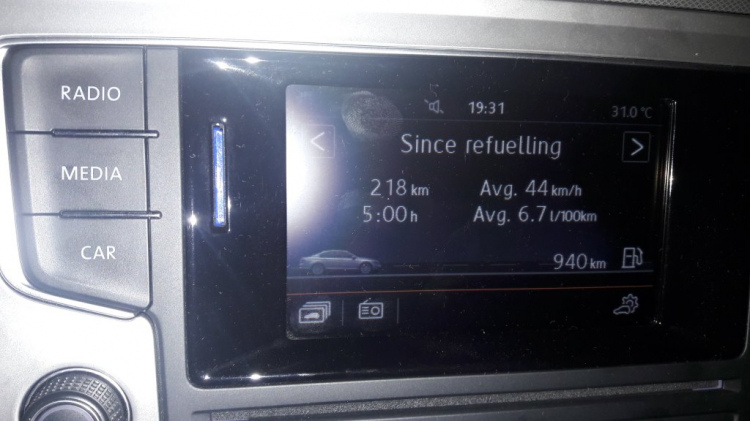 RADIO
MEDIA
CAR
19:31
31.0 °C
< Since refuelling >
218 km Avg. 44 km/h
5:00 h Avg. 6.7 l/100km
940 km